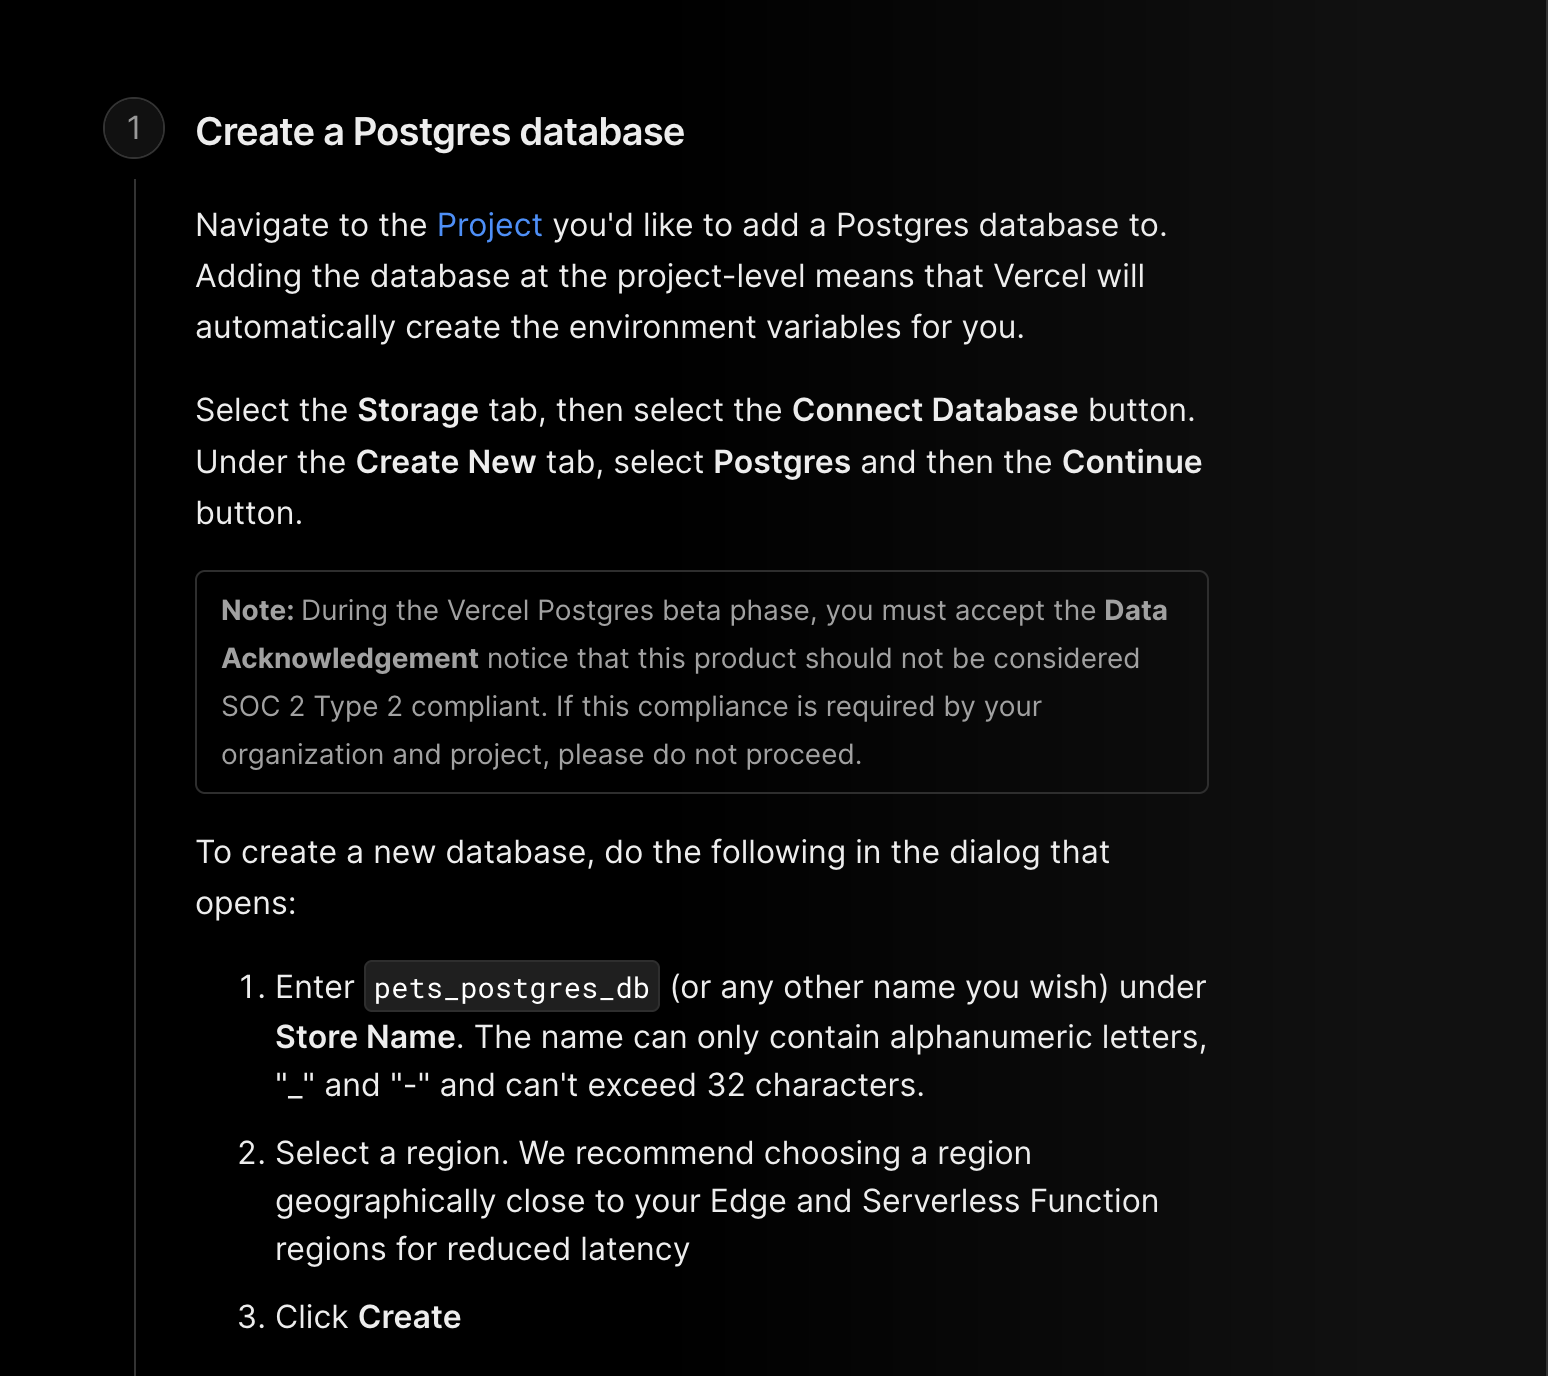 1
Create a Postgres database
Navigate to the Project you'd like to add a Postgres database to.
Adding the database at the project-level means that Vercel will
automatically create the environment variables for you.
Select the Storage tab, then select the Connect Database button.
Under the Create New tab, select Postgres and then the Continue
button.
Note: During the Vercel Postgres beta phase, you must accept the Data
Acknowledgement notice that this product should not be considered
SOC 2 Type 2 compliant. If this compliance is required by your
organization and project, please do not proceed.
To create a new database, do the following in the dialog that
opens:
1. Enter pets_postgres_db (or any other name you wish) under
Store Name. The name can only contain alphanumeric letters,
"_" and "-" and can't exceed 32 characters.
2. Select a region. We recommend choosing a region
geographically close to your Edge and Serverless Function
regions for reduced latency
3. Click Create